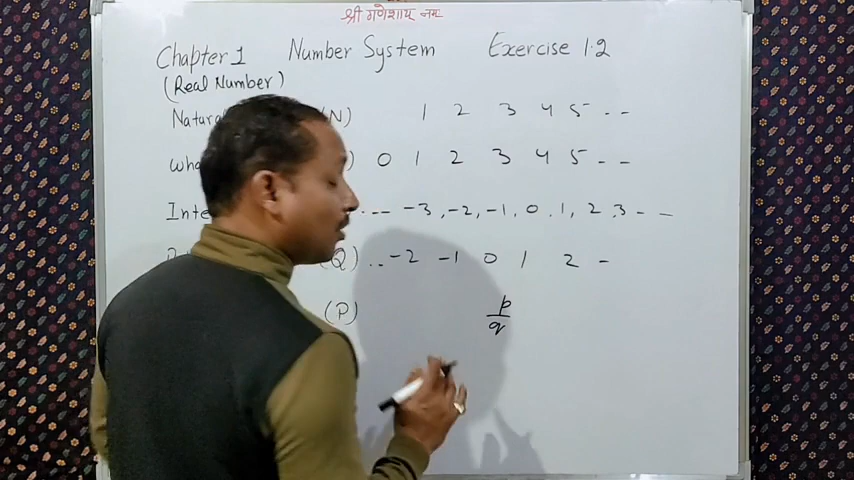 श्री गणेशाय नमः
Chapter 1 Number System Exercise 1.2
(Real Number)
(N) 1 2 3 4 5 - -
0 1 2 3 4 5 - -
-- -3, -2, -1, 0, 1, 2, 3 - -
(Q) .. -2 -1 0 1 2 -
(P) p
q